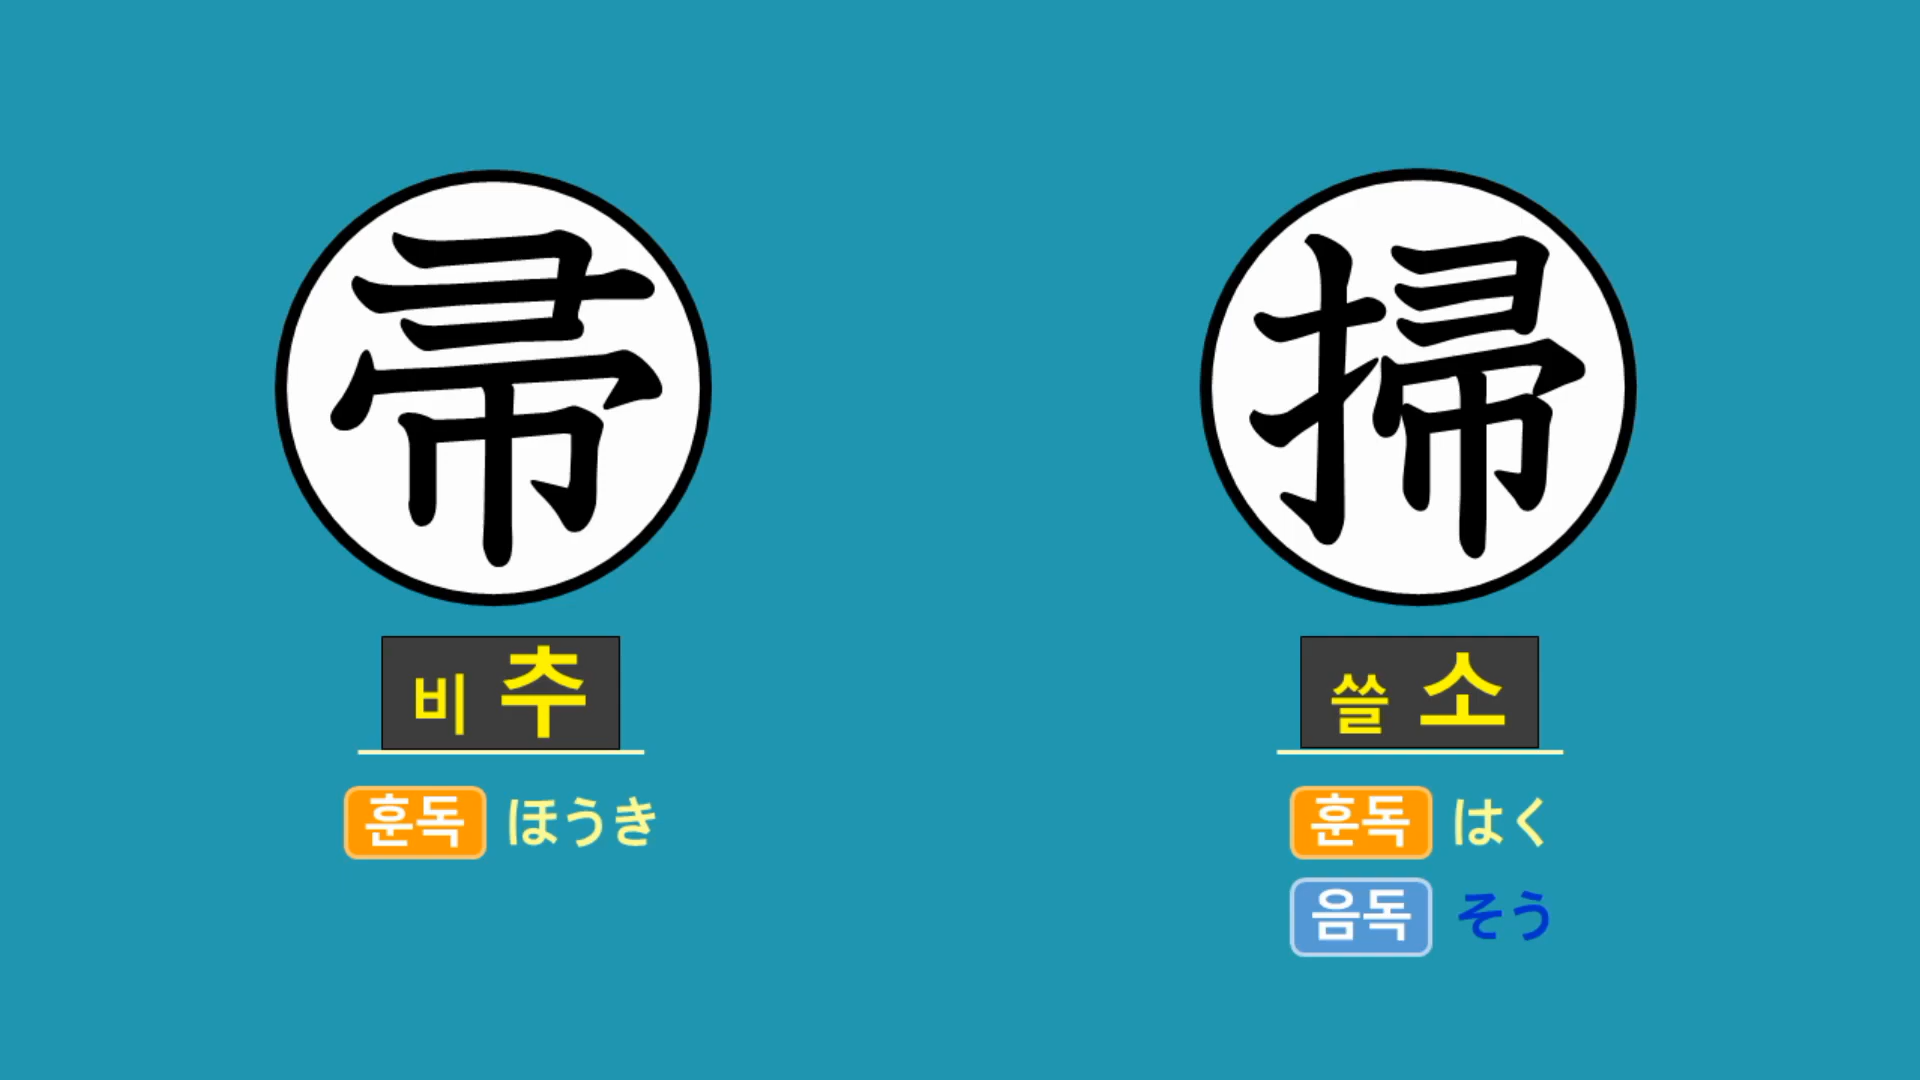 帚
비 추
훈독 ほうき
掃
쓸 소
훈독 はく
음독 そう